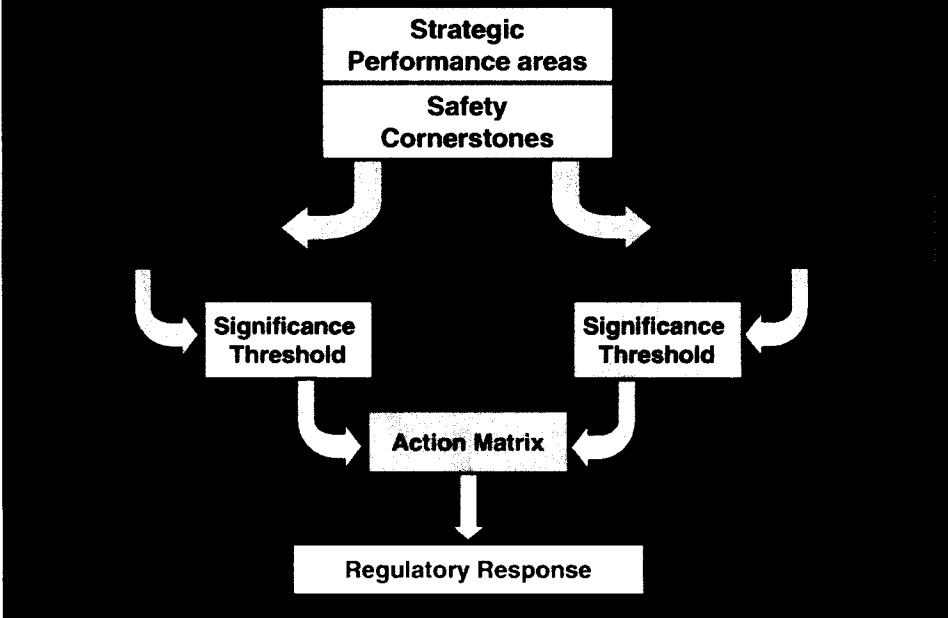 Strategic
Performance areas
Safety
Cornerstones
Significance
Threshold
Significance
Threshold
Action Matrix
Regulatory Response